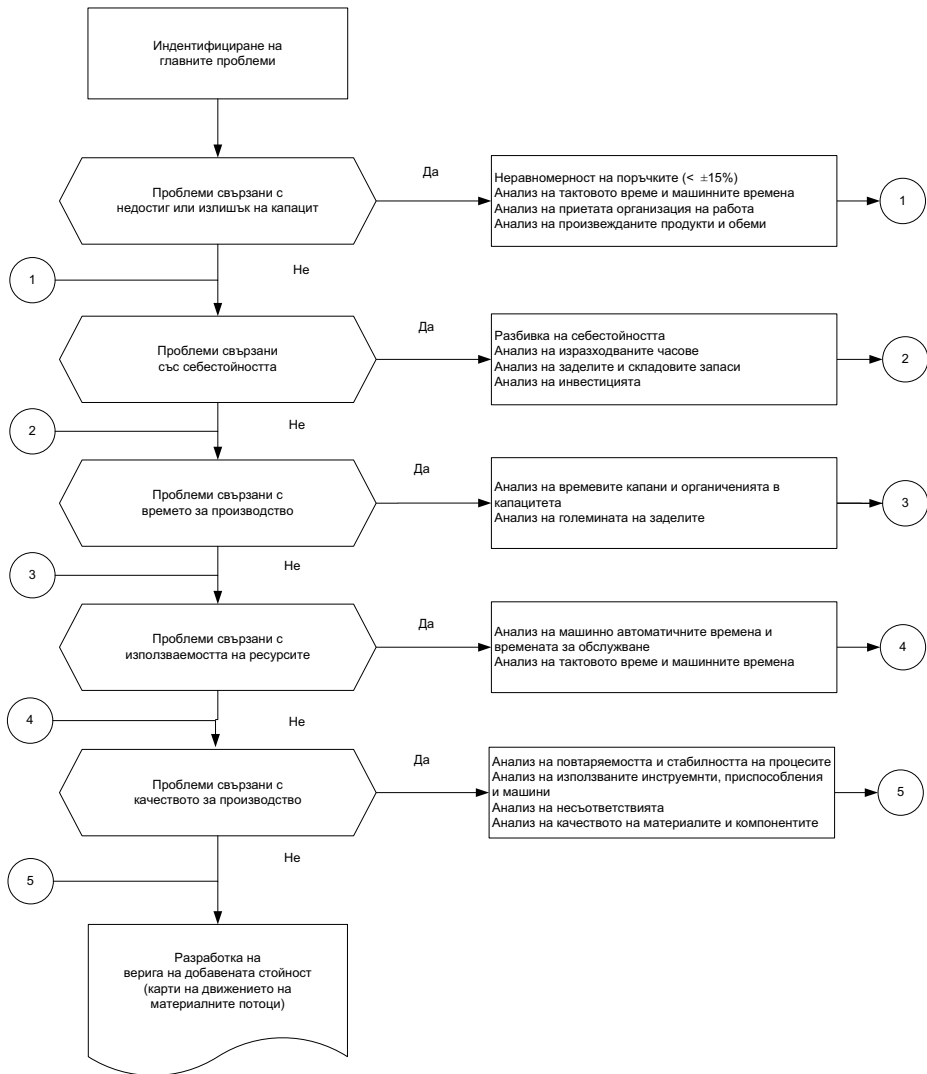 Индентифициране на
главните проблеми
Проблеми свързани с
недостиг или излишък на капацит
Да
Неравномерност на поръчките (< ±15%)
Анализ на тактовото време и машинните времена
Анализ на приетата организация на работа
Анализ на произвежданите продукти и обеми
1
1
Не
Проблеми свързани
със себестойността
Да
Разбивка на себестойността
Анализ на изразходваните часове
Анализ на заделите и складовите запаси
Анализ на инвестицията
2
2
Не
Проблеми свързани с
времето за производство
Да
Анализ на времевите капани и органиченията в
капацитета
Анализ на големината на заделите
3
3
Не
Проблеми свързани с
използваемостта на ресурсите
Да
Анализ на машинно автоматичните времена и
времената за обслужване
Анализ на тактовото време и машинните времена
4
4
Не
Проблеми свързани с
качеството за производство
Да
Анализ на повтаряемостта и стабилността на процесите
Анализ на използваните инструемнти, приспособления
и машини
Анализ на несъответствията
Анализ на качеството на материалите и компонентите
5
5
Не
Разработка на
верига на добавената стойност
(карти на движението на
материалните потоци)